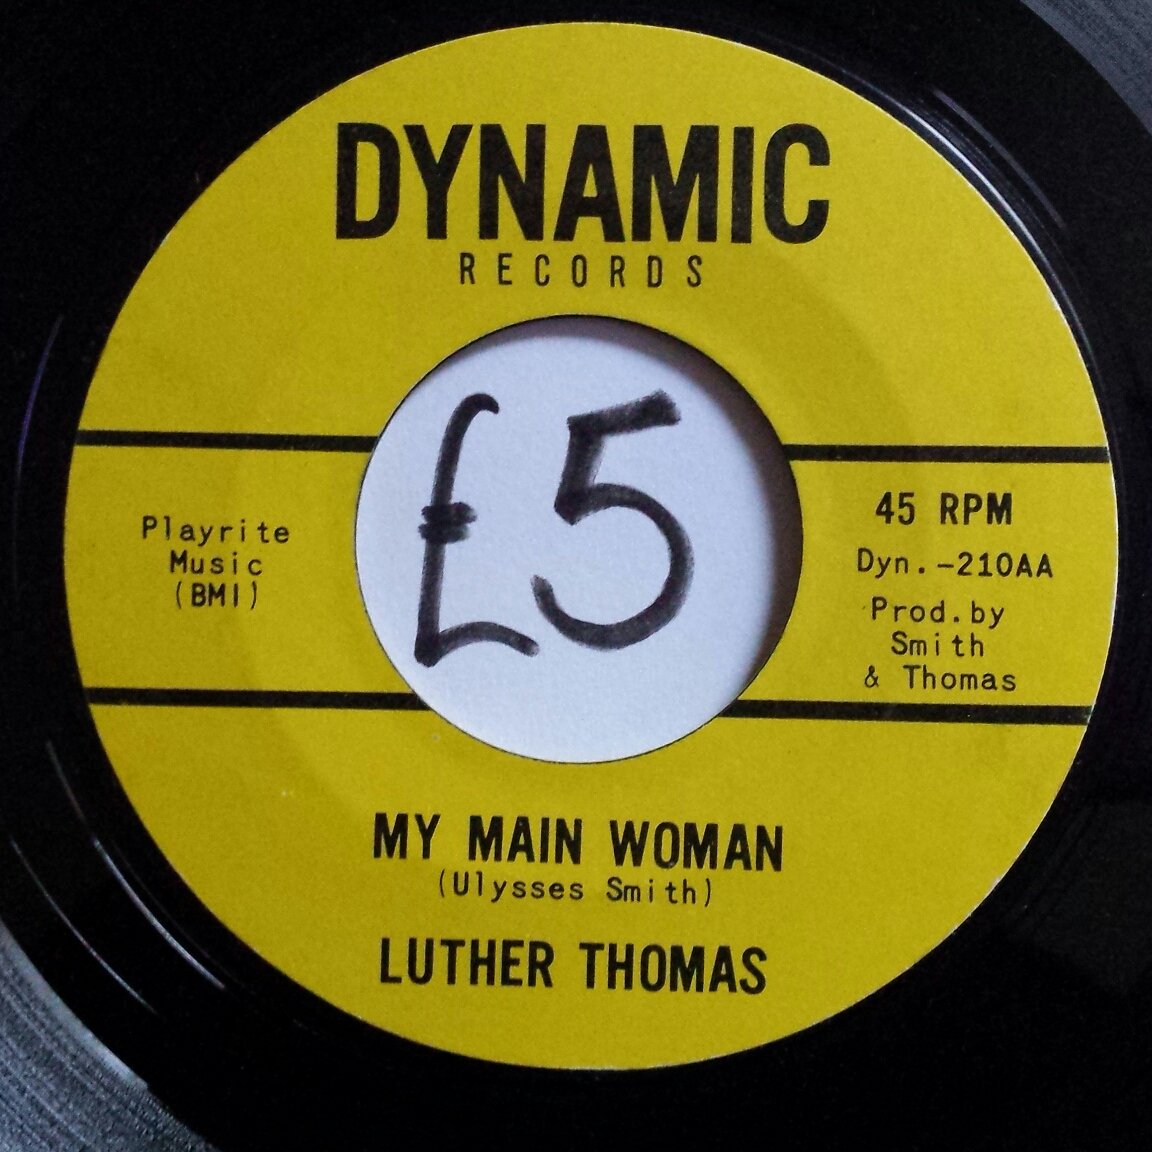 DYNAMIC
RECORDS
£5
Playrite
Music
(BMI)
45 RPM
Dyn.-210AA
Prod.by
Smith
& Thomas
MY MAIN WOMAN
(Ulysses Smith)
LUTHER THOMAS